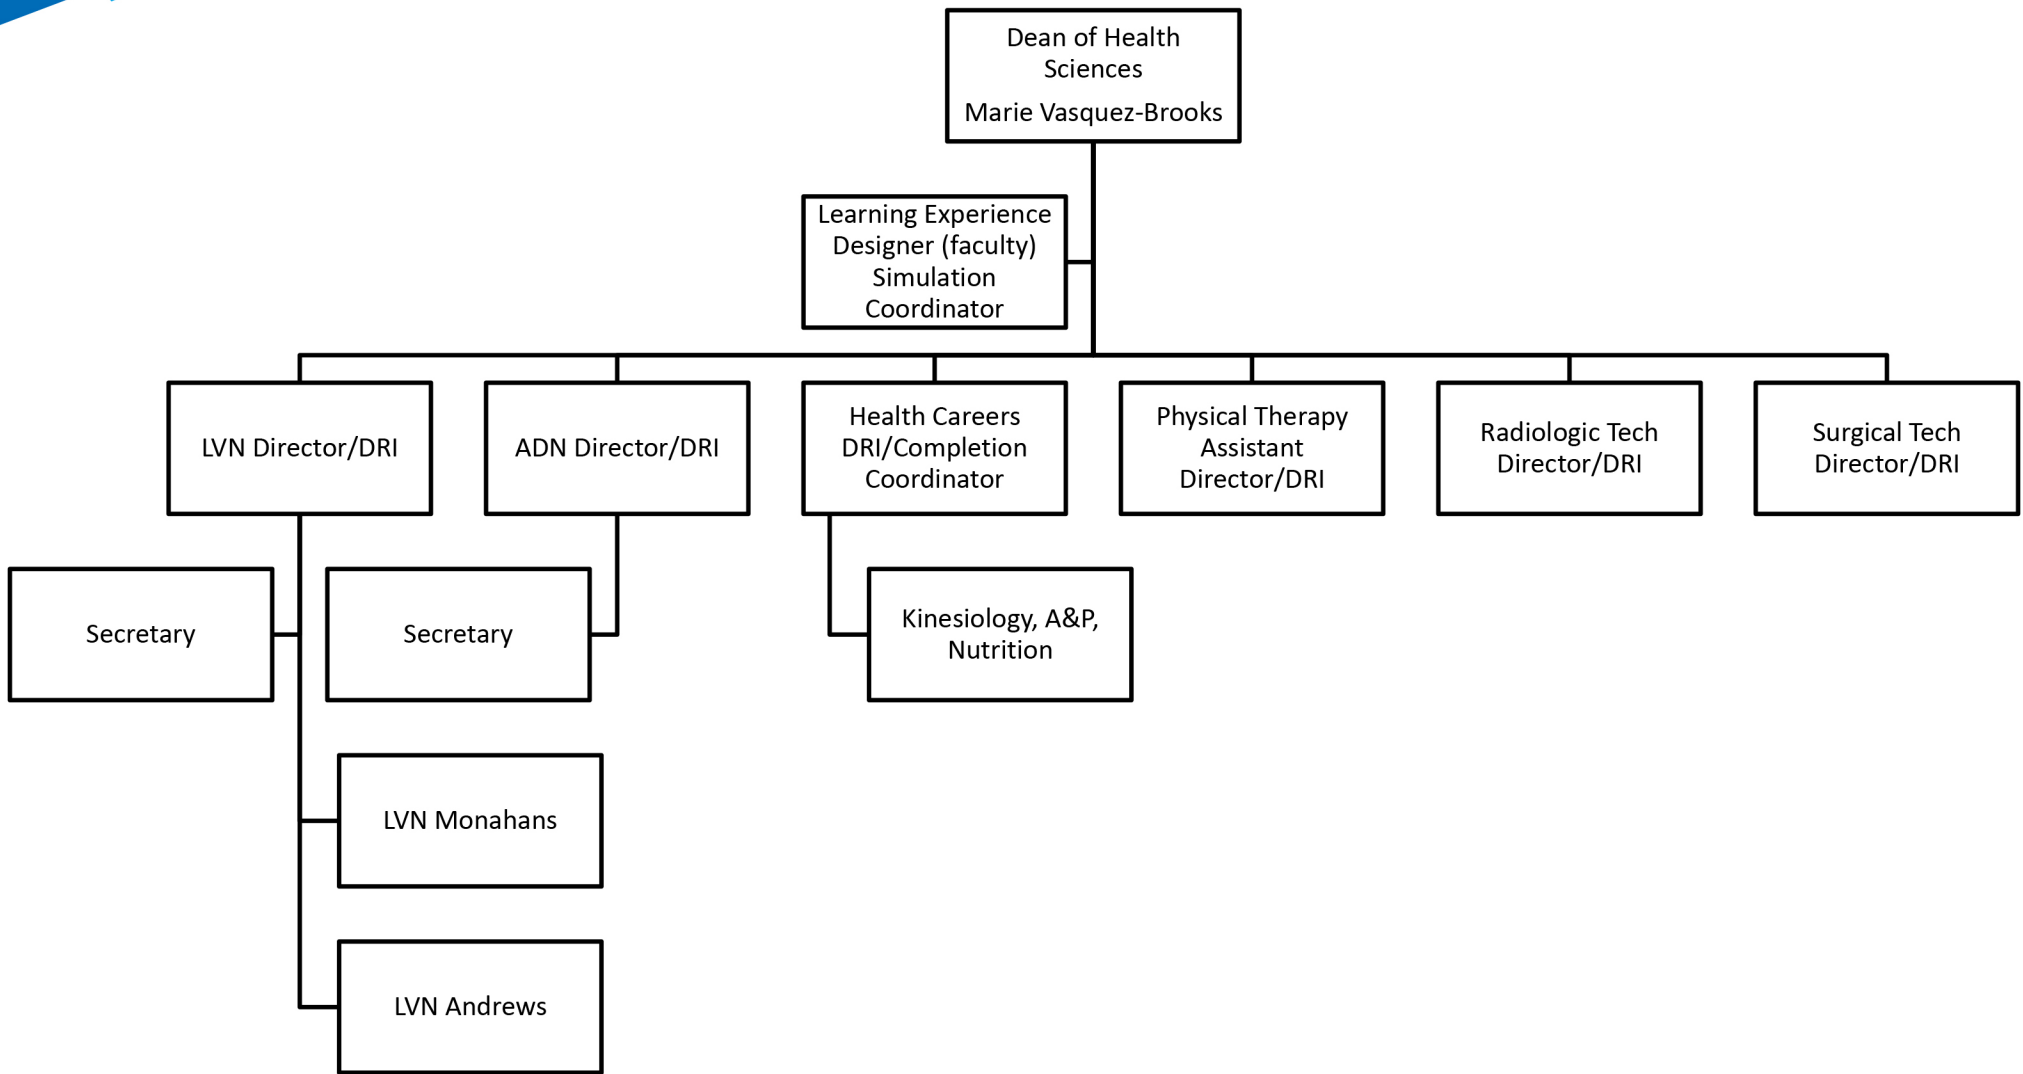 Dean of Health
Sciences
Marie Vasquez-Brooks
Learning Experience
Designer (faculty)
Simulation
Coordinator
LVN Director/DRI
ADN Director/DRI
Health Careers
DRI/Completion
Coordinator
Physical Therapy
Assistant
Director/DRI
Radiologic Tech
Director/DRI
Surgical Tech
Director/DRI
Secretary
Secretary
Kinesiology, A&P,
Nutrition
LVN Monahans
LVN Andrews